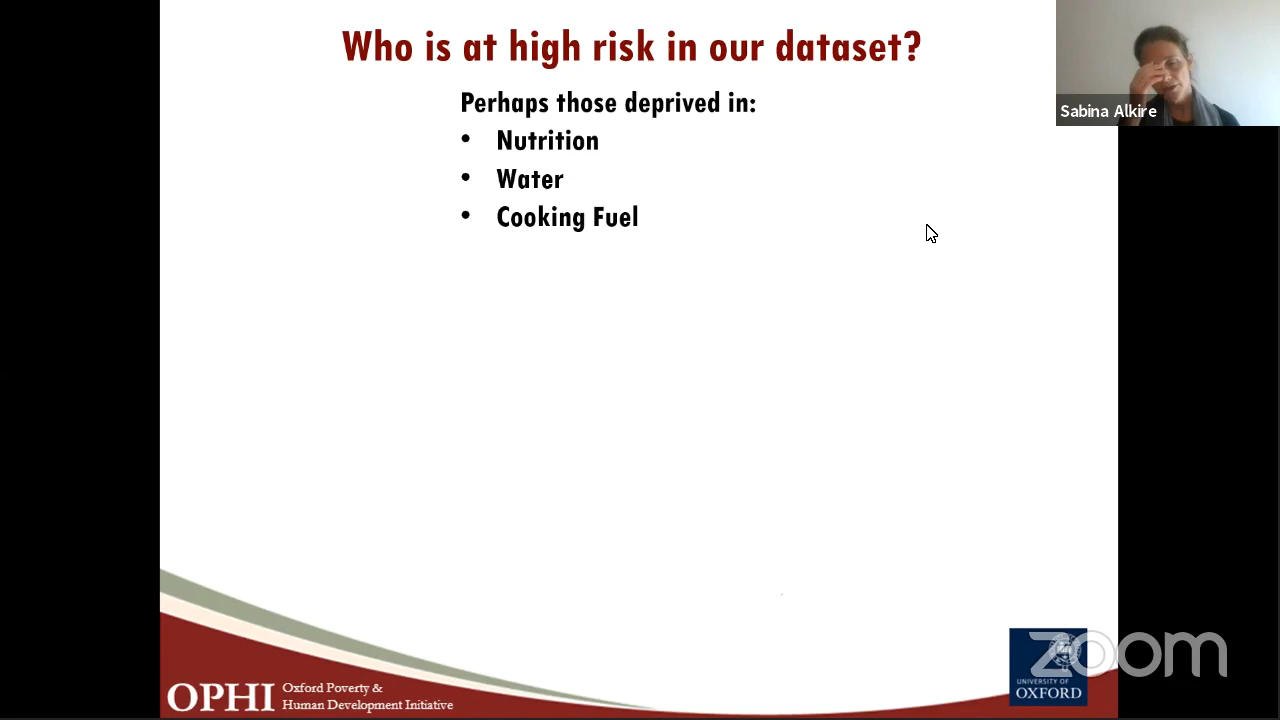 Who is at high risk in our dataset?
Perhaps those deprived in:
• Nutrition
• Water
• Cooking Fuel
Sabina Alkire
OPHI
Oxford Poverty &
Human Development Initiative
UNIVERSITY OF
OXFORD
zoom